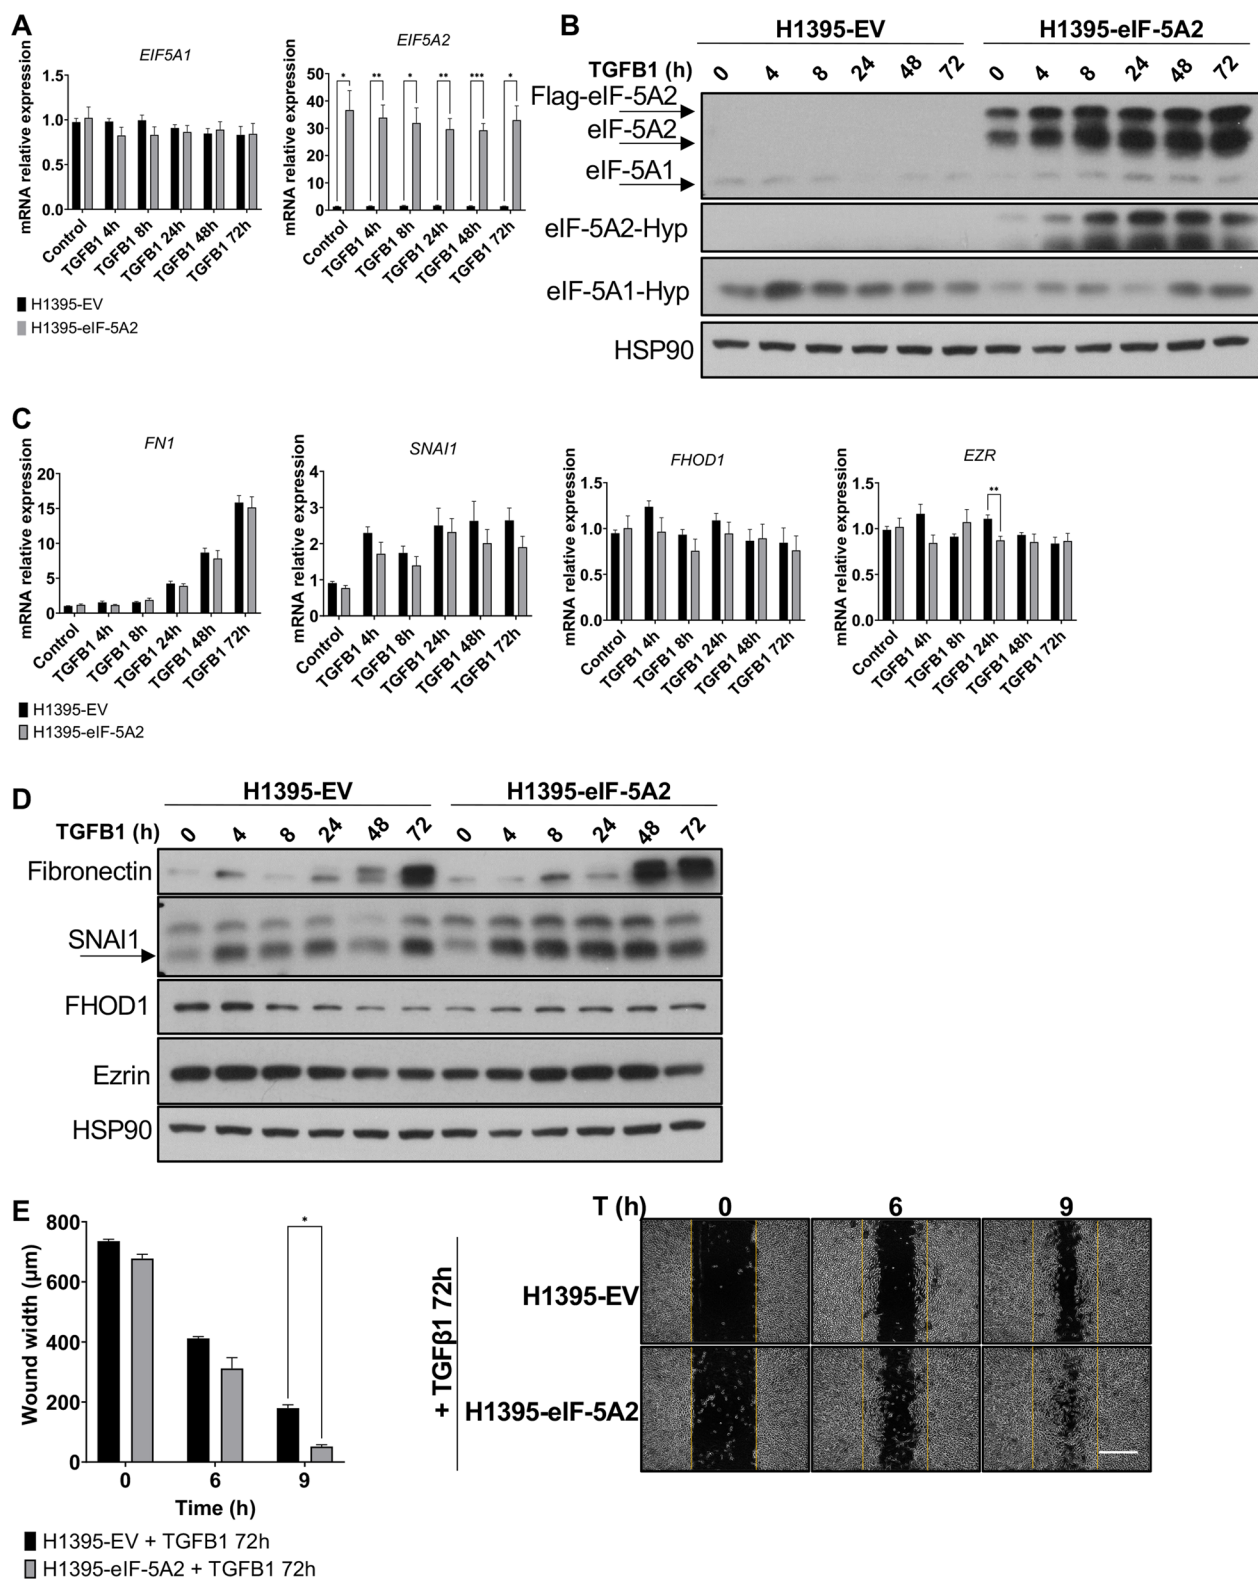 A
EIF5A1
mRNA relative expression
1.5
1.0
0.5
0.0
Control
TGFB1 4h
TGFB1 8h
TGFB1 24h
TGFB1 48h
TGFB1 72h
EIF5A2
mRNA relative expression
50
40
30
20
10
0
* ** * ** *** *
Control
TGFB1 4h
TGFB1 8h
TGFB1 24h
TGFB1 48h
TGFB1 72h
H1395-EV
H1395-eIF-5A2
B
H1395-EV H1395-eIF-5A2
TGFB1 (h) 0 4 8 24 48 72 0 4 8 24 48 72
Flag-eIF-5A2
eIF-5A2
eIF-5A1
eIF-5A2-Hyp
eIF-5A1-Hyp
HSP90
C
FN1
mRNA relative expression
20
15
10
5
0
Control
TGFB1 4h
TGFB1 8h
TGFB1 24h
TGFB1 48h
TGFB1 72h
SNAI1
mRNA relative expression
4
3
2
1
0
Control
TGFB1 4h
TGFB1 8h
TGFB1 24h
TGFB1 48h
TGFB1 72h
FHOD1
mRNA relative expression
1.5
1.0
0.5
0.0
Control
TGFB1 4h
TGFB1 8h
TGFB1 24h
TGFB1 48h
TGFB1 72h
EZR
mRNA relative expression
1.5
1.0
0.5
0.0
**
Control
TGFB1 4h
TGFB1 8h
TGFB1 24h
TGFB1 48h
TGFB1 72h
H1395-EV
H1395-eIF-5A2
D
H1395-EV H1395-eIF-5A2
TGFB1 (h) 0 4 8 24 48 72 0 4 8 24 48 72
Fibronectin
SNAI1
FHOD1
Ezrin
HSP90
E
Wound width (μm)
800
600
400
200
0
*
0 6 9
Time (h)
H1395-EV + TGFB1 72h
H1395-eIF-5A2 + TGFB1 72h
T (h) 0 6 9
+ TGFβ1 72h
H1395-EV
H1395-eIF-5A2